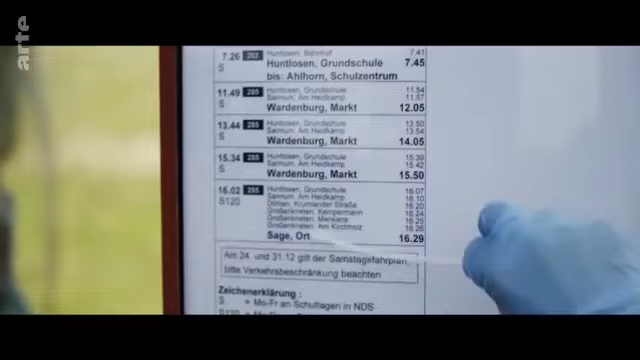 arte
7.26 S 283 Huntlosen, Bahnhof 7.41
Huntlosen, Grundschule 7.45
bis: Ahlhorn, Schulzentrum
11.49 S 285 Huntlosen, Grundschule 11.54
Sannum, Am Heidkamp 11.57
Wardenburg, Markt 12.05
13.44 S 285 Huntlosen, Grundschule 13.50
Sannum, Am Heidkamp 13.54
Wardenburg, Markt 14.05
15.34 S 285 Huntlosen, Grundschule 15.39
Sannum, Am Heidkamp 15.42
Wardenburg, Markt 15.50
16.02 S120 285 Huntlosen, Grundschule 16.07
Sannum, Am Heidkamp 16.10
Döhlen, Krumlander Straße 16.20
Großenkneten, Kempermann 16.24
Großenkneten, 16.25
Großenkneten, Am Kirchholz 16.26
Sage, Ort 16.29
Am 24. und 31.12 gilt der Samstagsfahrplan,
bitte Verkehrsbeschränkung beachten
Zeichenerklärung :
S = Mo-Fr an Schultagen in NDS
S120